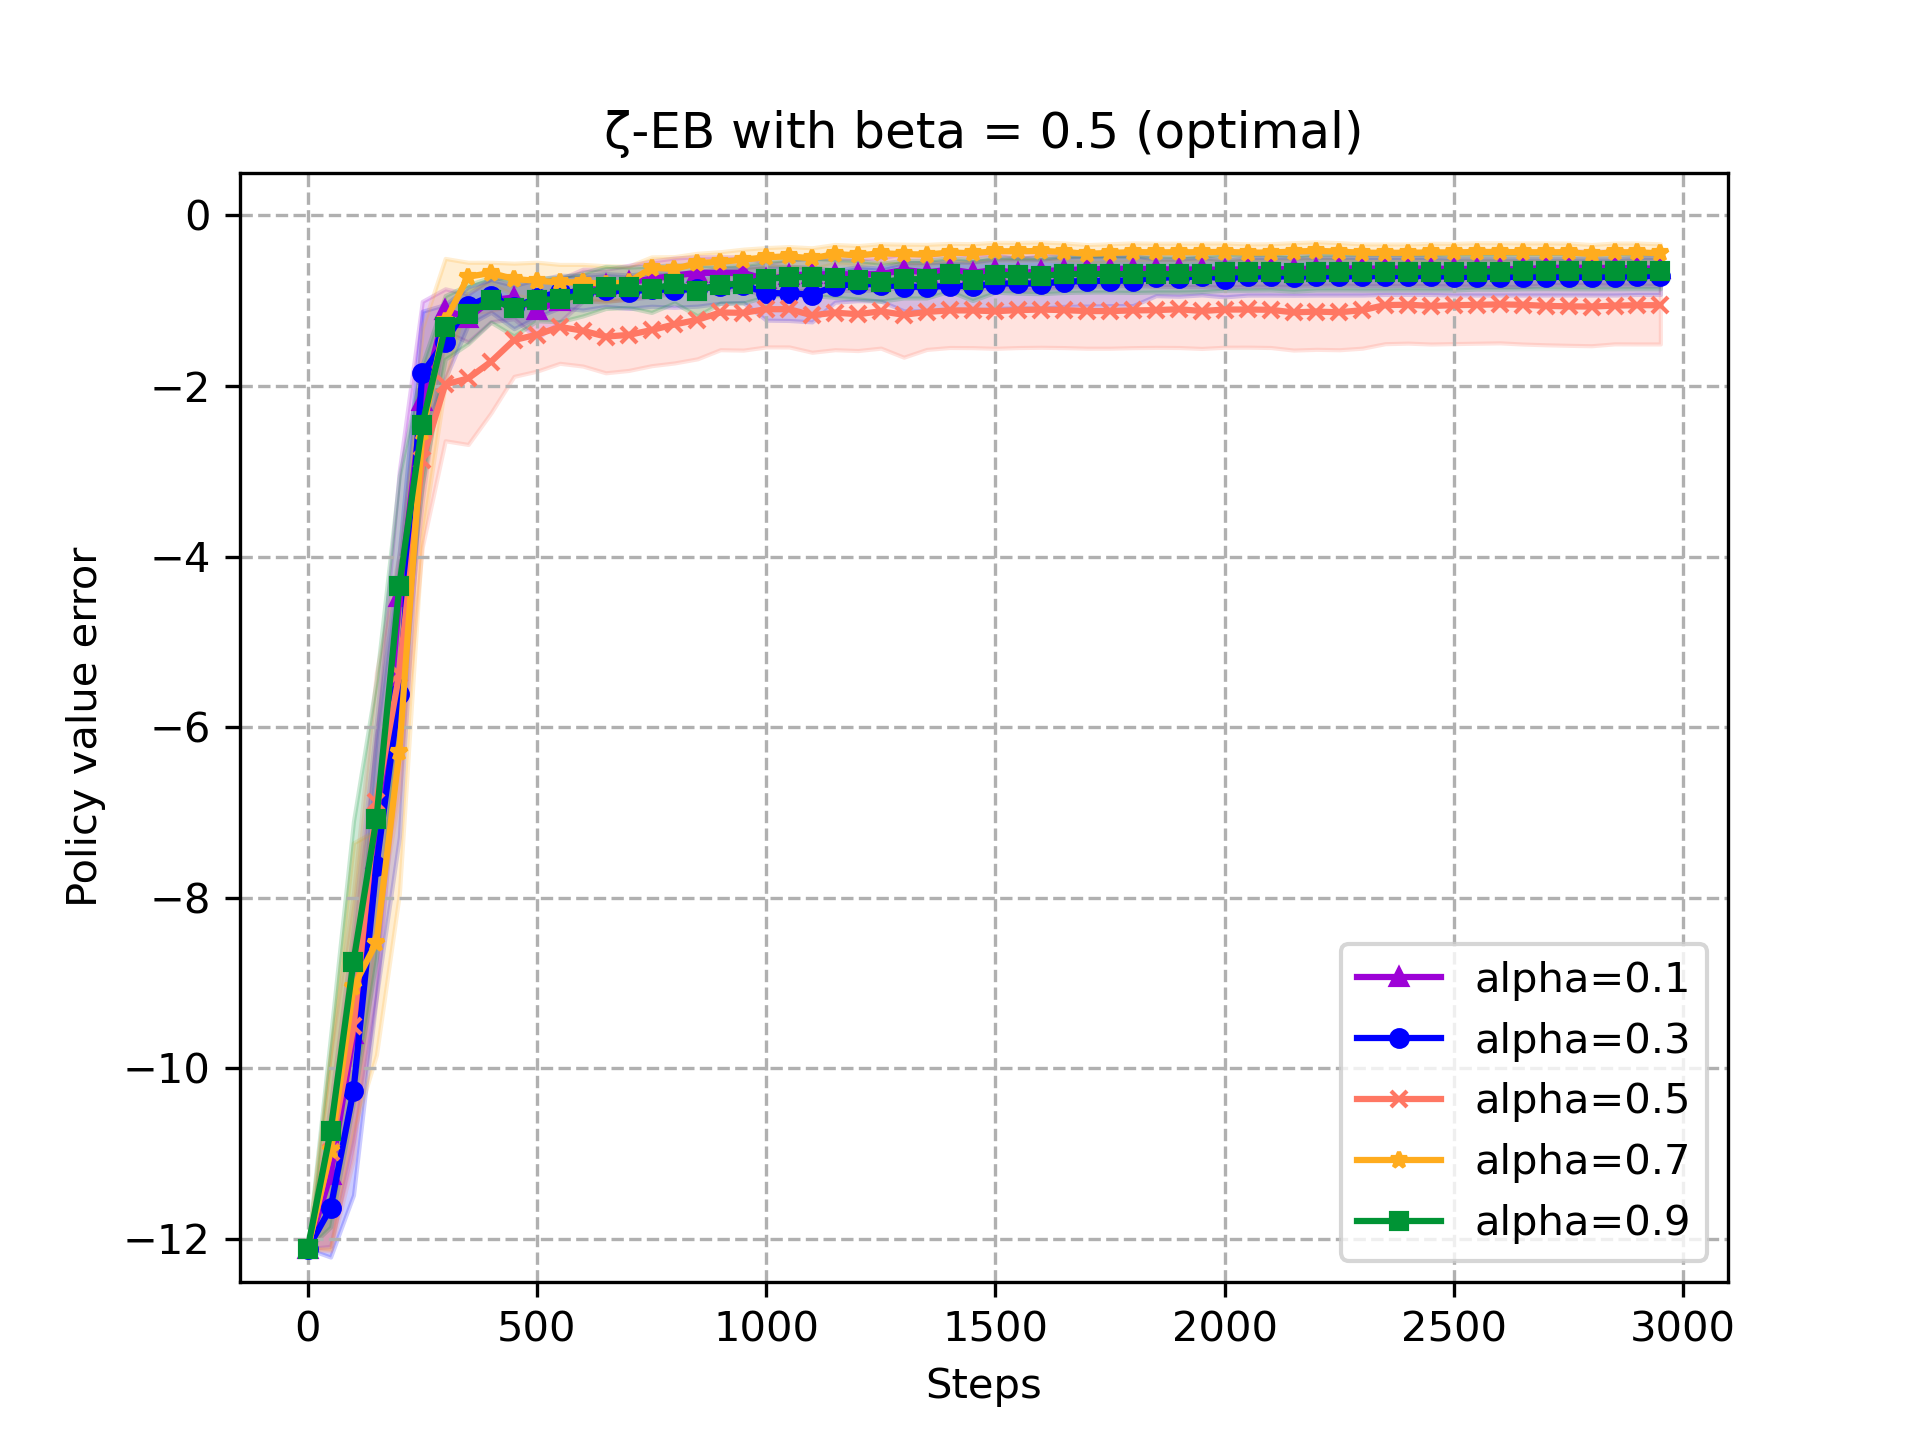 ζ-EB with beta = 0.5 (optimal)
Policy value error
0
−2
−4
−6
−8
−10
−12
0 500 1000 1500 2000 2500 3000
Steps
alpha=0.1
alpha=0.3
alpha=0.5
alpha=0.7
alpha=0.9